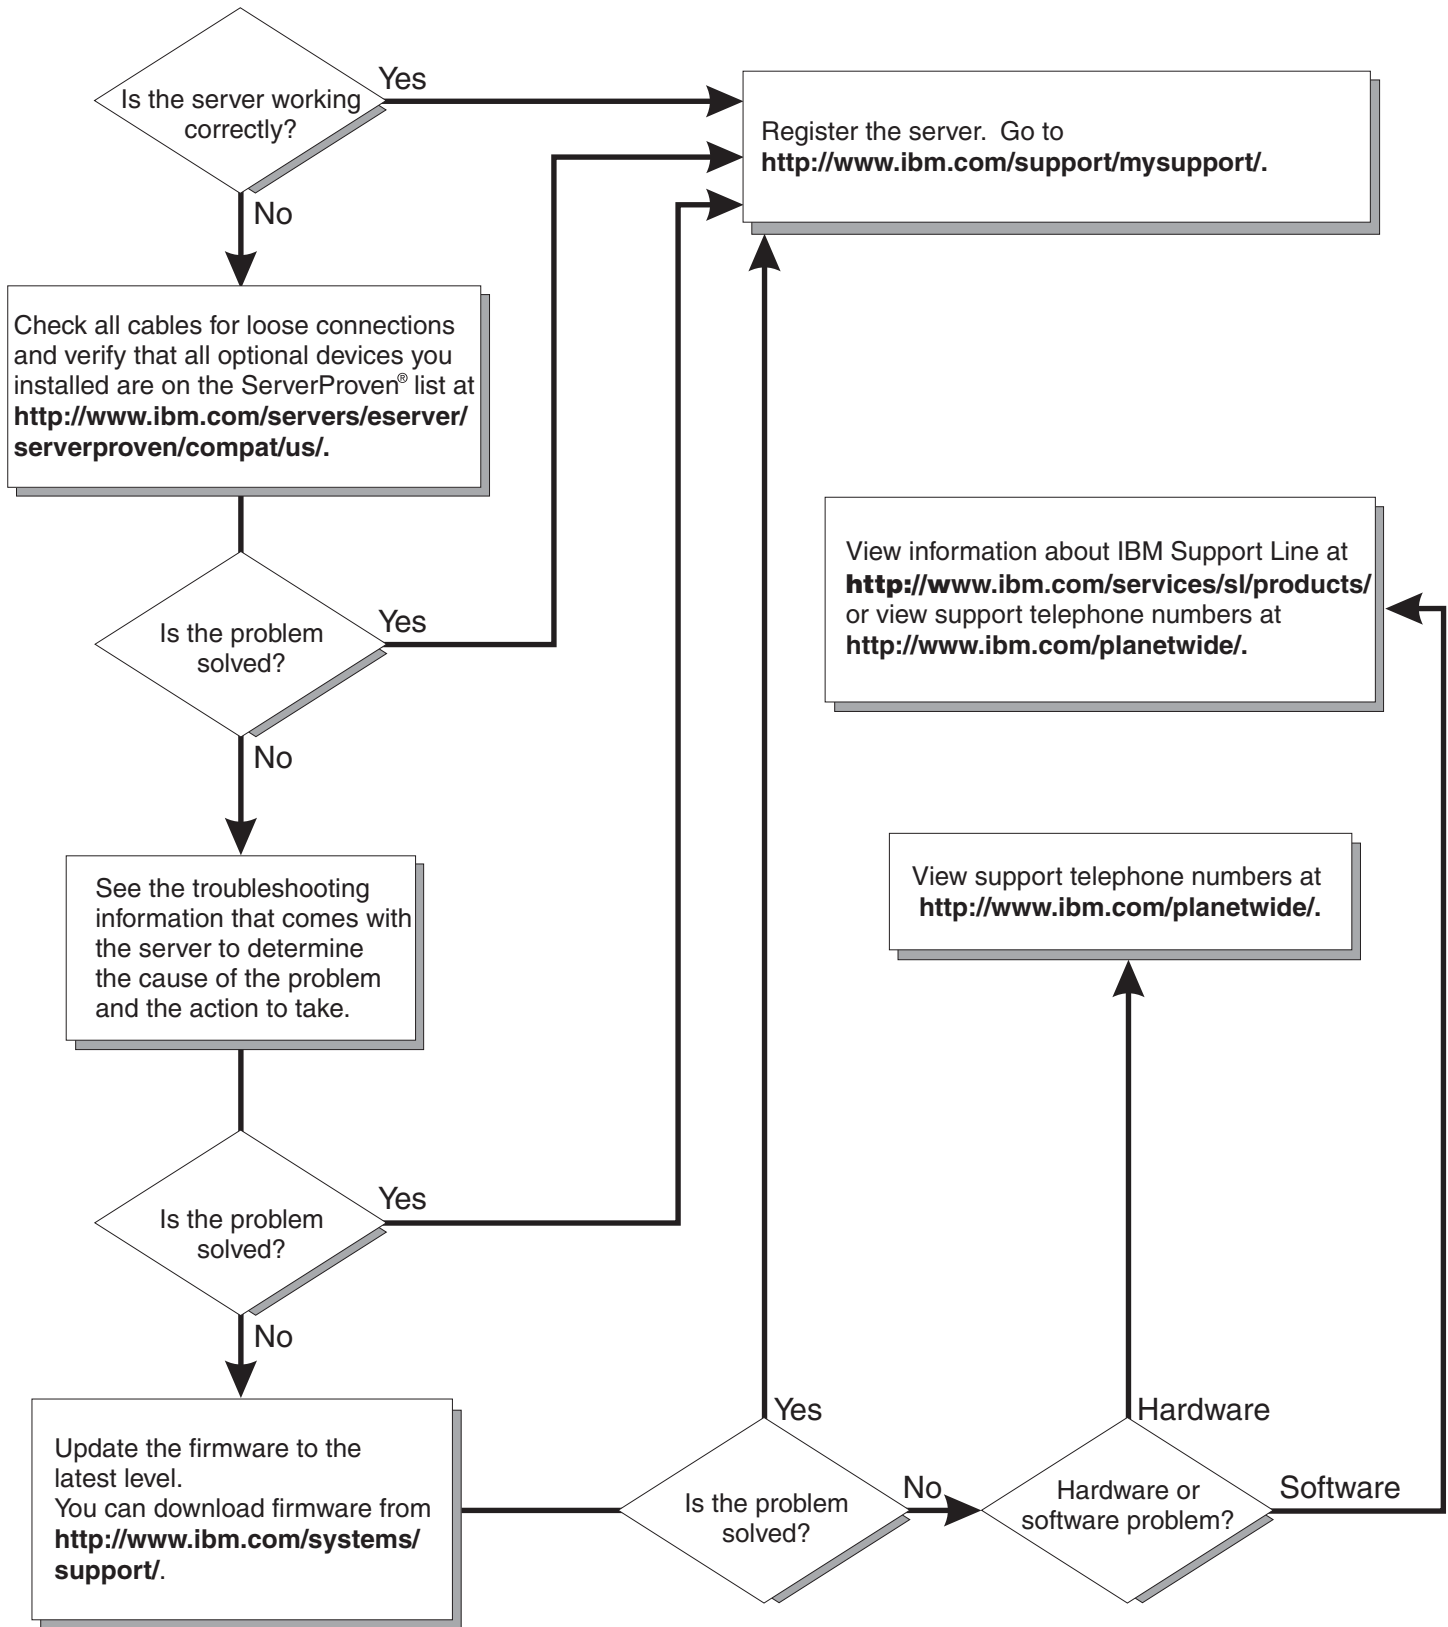 Is the server working
correctly?
Yes
No
Register the server. Go to
http://www.ibm.com/support/mysupport/.
Check all cables for loose connections
and verify that all optional devices you
installed are on the ServerProven® list at
http://www.ibm.com/servers/eserver/
serverproven/compat/us/.
Is the problem
solved?
Yes
No
View information about IBM Support Line at
http://www.ibm.com/services/sl/products/
or view support telephone numbers at
http://www.ibm.com/planetwide/.
See the troubleshooting
information that comes with
the server to determine
the cause of the problem
and the action to take.
View support telephone numbers at
http://www.ibm.com/planetwide/.
Is the problem
solved?
Yes
No
Update the firmware to the
latest level.
You can download firmware from
http://www.ibm.com/systems/
support/.
Is the problem
solved?
Yes
No
Hardware or
software problem?
Hardware
Software